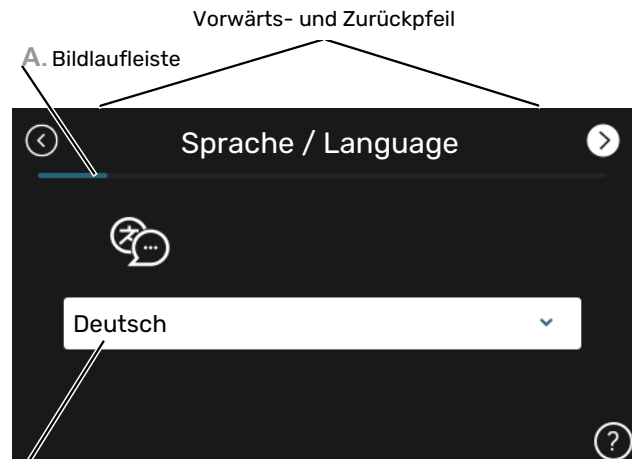 Vorwärts- und Zurückpfeil
A. Bildlaufleiste
Sprache / Language
Deutsch
?